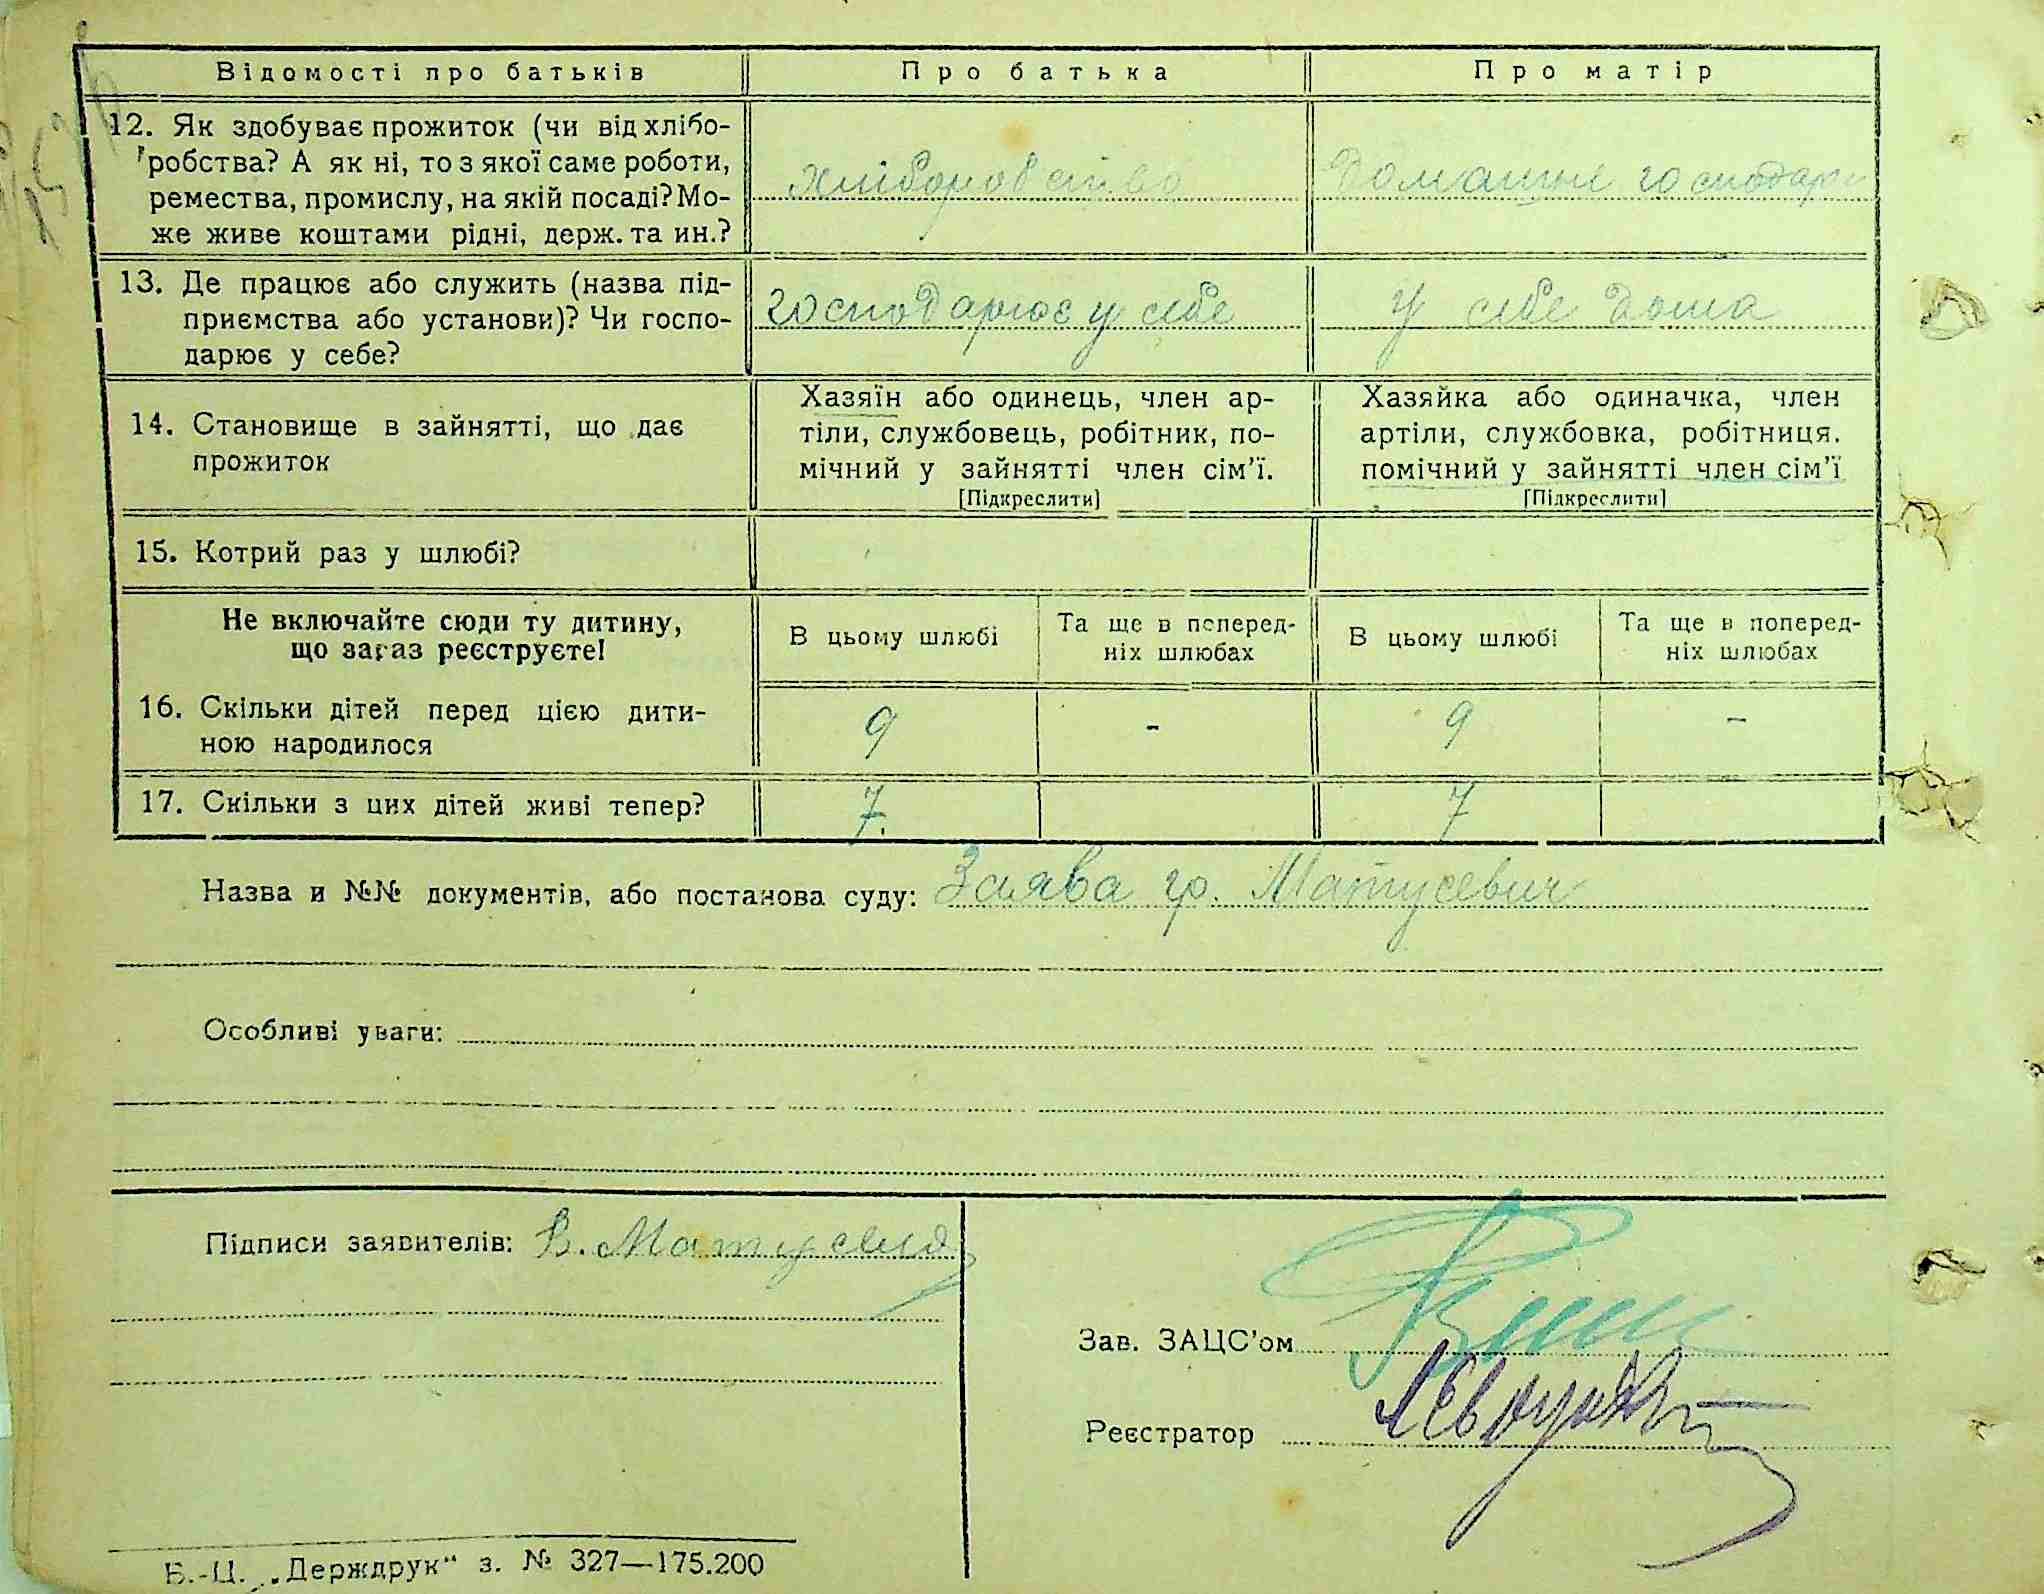 Відомості про батьків
Про батька
Про матір
12. Як здобуває прожиток (чи від хлібо-
робства? А як ні, то з якої саме роботи,
ремества, промислу, на якій посаді? Мо-
же живе коштами рідні, держ. та ин.?
хліборобство
Домашнє господар
13. Де працює або служить (назва під-
приємства або установи)? Чи госпо-
дарює у себе?
господарює у себе
У себе дома
14. Становище в зайнятті, що дає
прожиток
Хазяїн або одинець, член ар-
тіли, службовець, робітник, по-
мічний у зайнятті член сім'ї.
[Підкреслити]
Хазяйка або одиначка, член
артіли, службовка, робітниця.
помічний у зайнятті член сім'ї
[Підкреслити]
15. Котрий раз у шлюбі?
Не включайте сюди ту дитину,
що зараз реєструєте!
В цьому шлюбі
Та ще в поперед-
ніх шлюбах
В цьому шлюбі
Та ще в поперед-
ніх шлюбах
16. Скільки дітей перед цією дити-
ною народилося
9 - 9 -
17. Скільки з цих дітей живі тепер?
7. 7
Назва и №№ документів, або постанова суду: Заява гр. Матусевич
Особливі уваги:
Підписи заявителів: В. Матусевич
Зав. ЗАЦС'ом
Реєстратор
Б.-Ц. „Держдрук“ з. № 327—175.200